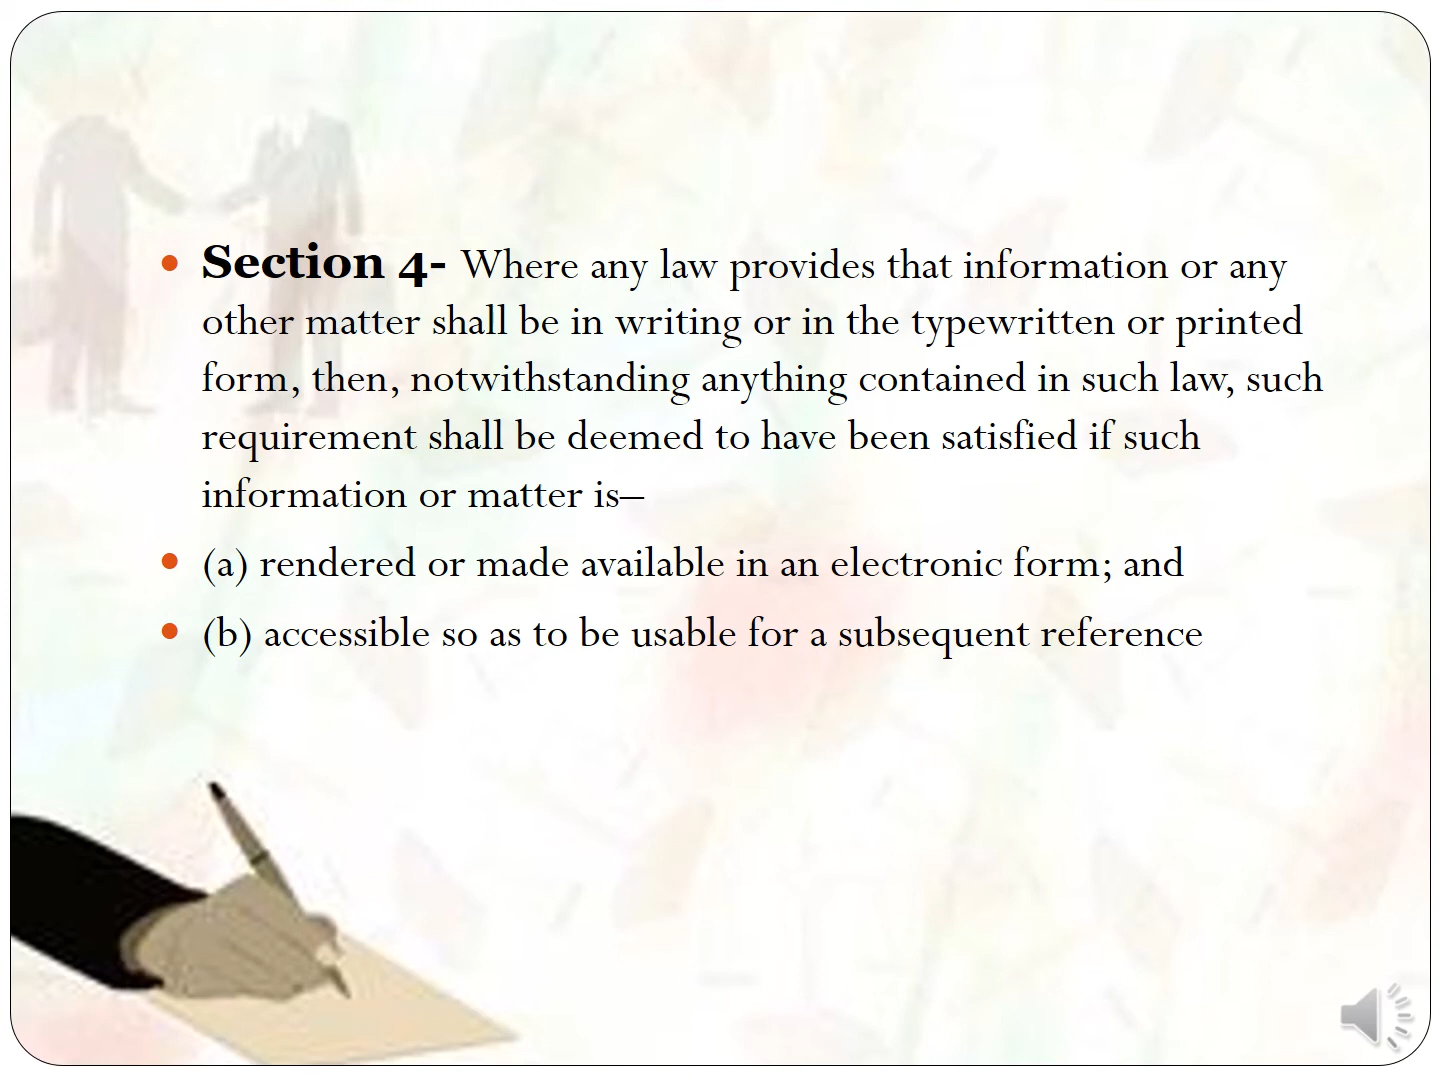 • Section 4- Where any law provides that information or any
other matter shall be in writing or in the typewritten or printed
form, then, notwithstanding anything contained in such law, such
requirement shall be deemed to have been satisfied if such
information or matter is–
• (a) rendered or made available in an electronic form; and
• (b) accessible so as to be usable for a subsequent reference